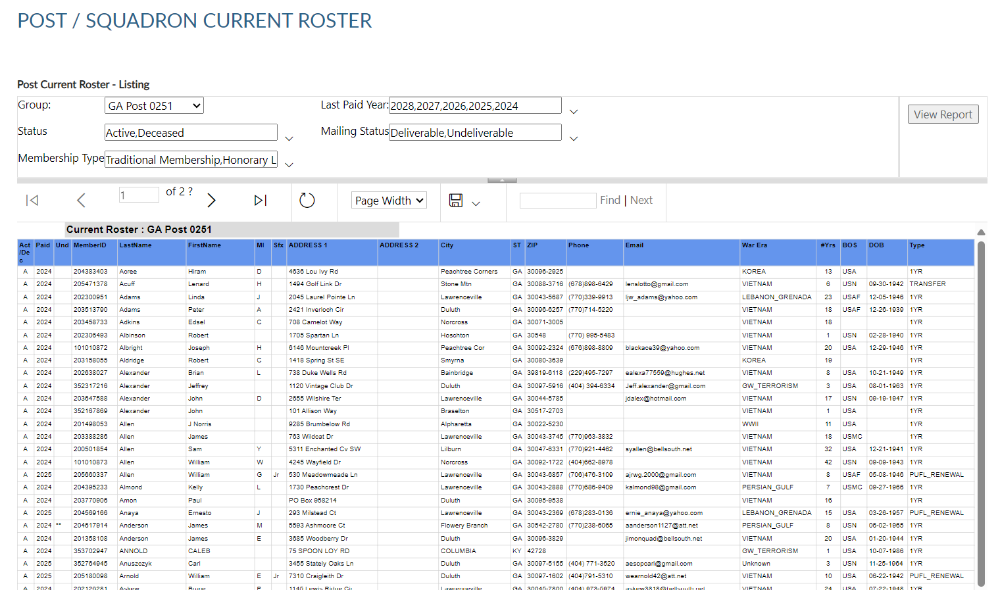 POST / SQUADRON CURRENT ROSTER
Post Current Roster - Listing
Group: GA Post 0251 Last Paid Year: 2028,2027,2026,2025,2024 View Report
Status Active,Deceased Mailing Status Deliverable,Undeliverable
Membership Type Traditional Membership,Honorary L
1 of 2 ? Page Width Find | Next
Current Roster : GA Post 0251
Act/Dec Paid Und MemberID LastName FirstName MI Sfx ADDRESS 1 ADDRESS 2 City ST ZIP Phone Email War Era #Yrs BOS DOB Type
A 2024 204383403 Acree Hiram D 4636 Lou Ivy Rd Peachtree Corners GA 30096-2925 KOREA 13 USA 1YR
A 2024 205471378 Acuff Lenard H 1494 Golf Link Dr Stone Mtn GA 30088-3716 (678)898-6429 lenslotto@gmail.com VIETNAM 6 USN 09-30-1942 TRANSFER
A 2024 202300951 Adams Linda J 2045 Laurel Pointe Ln Lawrenceville GA 30043-5687 (770)339-9913 ljw_adams@yahoo.com LEBANON_GRENADA 23 USAF 12-05-1946 1YR
A 2024 203513790 Adams Peter A 2421 Inverloch Cir Duluth GA 30096-6257 (770)714-5220 VIETNAM 18 USAF 12-26-1939 1YR
A 2024 203458733 Adkins Edsel C 708 Camelot Way Norcross GA 30071-3005 VIETNAM 18 1YR
A 2024 202306493 Albinson Robert 1705 Spartan Ln Hoschton GA 30548 (770) 995-5483 VIETNAM 1 USN 02-28-1940 1YR
A 2024 101010872 Albright Joseph H 6146 Mountcreek Pl Peachtree Cor GA 30092-2324 (676)898-8809 blackace39@yahoo.com VIETNAM 20 USA 12-29-1946 1YR
A 2024 203158055 Aldridge Robert C 1418 Spring St SE Smyrna GA 30080-3639 KOREA 19 1YR
A 2024 202638027 Alexander Brian L 738 Duke Wells Rd Bainbridge GA 39819-6118 (229)495-7297 ealexa77559@hughes.net VIETNAM 8 USA 10-21-1949 1YR
A 2024 352317216 Alexander Jeffrey 1120 Vintage Club Dr Duluth GA 30097-5916 (404) 394-6334 Jeff.alexander@gmail.com GW_TERRORISM 3 USA 08-01-1963 1YR
A 2024 203647588 Alexander John D 2655 Wilshire Ter Lawrenceville GA 30044-5785 jdalex@hotmail.com VIETNAM 17 USN 09-19-1947 1YR
A 2024 352167869 Alexander John 101 Allison Way Braselton GA 30517-2703 VIETNAM 1 USA 1YR
A 2024 201498053 Allen J Norris 9285 Brumbelow Rd Alpharetta GA 30022-5230 WWII 11 USA 1YR
A 2024 203388286 Allen James 763 Wildcat Dr Lawrenceville GA 30043-3745 (770)963-3832 VIETNAM 18 USMC 1YR
A 2024 200501854 Allen Sam Y 5311 Enchanted Cv SW Lilburn GA 30047-6331 (770)921-4462 syallen@bellsouth.net VIETNAM 32 USA 12-21-1941 1YR
A 2024 101010873 Allen William W 4245 Wayfield Dr Norcross GA 30092-1722 (404)662-8978 VIETNAM 42 USN 09-09-1943 1YR
A 2025 205660337 Allen William G Jr 530 Meadowmeade Ln Lawrenceville GA 30043-6857 (706)476-3109 ajrwg.2000@gmail.com VIETNAM 8 USAF 05-08-1946 PUFL_RENEWAL
A 2024 204395233 Almond Kelly L 1730 Peachcrest Dr Lawrenceville GA 30043-2888 (770)686-9409 kalmond98@gmail.com PERSIAN_GULF 7 USMC 09-27-1966 1YR
A 2024 203770906 Amon Paul PO Box 958214 Duluth GA 30095-9538 VIETNAM 16 1YR
A 2025 204569166 Anaya Ernesto J 293 Milstead Ct Lawrenceville GA 30043-2369 (678)283-0136 ernie_anaya@yahoo.com LEBANON_GRENADA 15 USA 03-26-1957 PUFL_RENEWAL
A 2024 ** 204617914 Anderson James M 5593 Ashmoore Ct Flowery Branch GA 30542-2780 (770)238-6065 aanderson1127@att.net PERSIAN_GULF 8 USN 06-02-1965 1YR
A 2024 201358108 Anderson James E 3685 Woodberry Dr Duluth GA 30096-3829 jimonquad@bellsouth.net VIETNAM 20 USA 01-20-1944 1YR
A 2024 353702947 ANNOLD CALEB 75 SPOON LOY RD COLUMBIA KY 42728 GW_TERRORISM 1 USA 10-07-1986 1YR
A 2025 352764945 Anuszczyk Carl 3455 Stately Oaks Ln Duluth GA 30097-5155 (404) 771-3520 aesopcarl@gmail.com Unknown 3 USN 11-25-1964 1YR
A 2025 205180098 Arnold William E Jr 7310 Craigleith Dr Duluth GA 30097-1602 (404)791-5310 wearnold42@att.net VIETNAM 10 USA 06-22-1942 PUFL_RENEWAL
A 2024 202120281 Askew Bruce 1145 Lewis Ridge Cir Lawrenceville GA 30045-7800 (404) 973-0974 askew3818@bellsouth.net VIETNAM 24 USA 07-22-1948 1YR